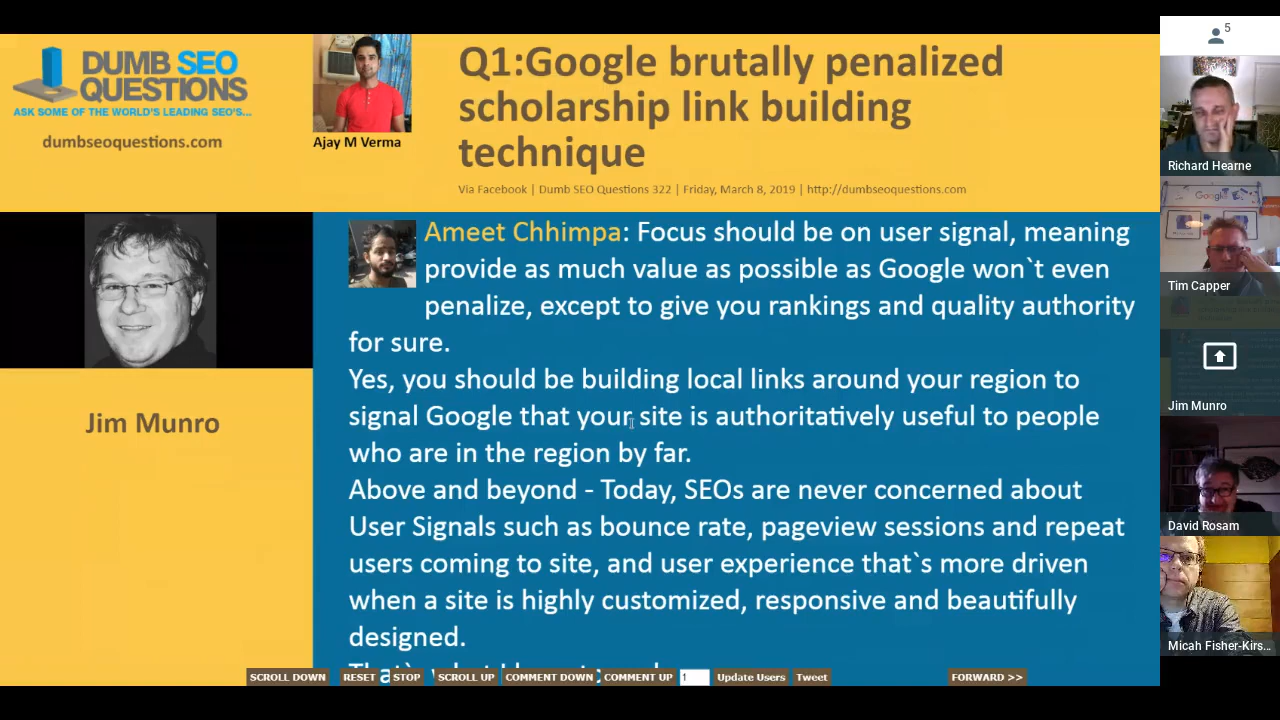 DUMB SEO
QUESTIONS
ASK SOME OF THE WORLD'S LEADING SEO'S...
dumbseoquestions.com
Ajay M Verma
Q1:Google brutally penalized
scholarship link building
technique
Via Facebook | Dumb SEO Questions 322 | Friday, March 8, 2019 | http://dumbseoquestions.com
Jim Munro
Ameet Chhimpa: Focus should be on user signal, meaning
provide as much value as possible as Google won`t even
penalize, except to give you rankings and quality authority
for sure.
Yes, you should be building local links around your region to
signal Google that your site is authoritatively useful to people
who are in the region by far.
Above and beyond - Today, SEOs are never concerned about
User Signals such as bounce rate, pageview sessions and repeat
users coming to site, and user experience that`s more driven
when a site is highly customized, responsive and beautifully
designed.
SCROLL DOWN RESET STOP SCROLL UP COMMENT DOWN COMMENT UP 1 Update Users Tweet FORWARD >>
5
Richard Hearne
Google
Tim Capper
Jim Munro
David Rosam
Micah Fisher-Kirs...